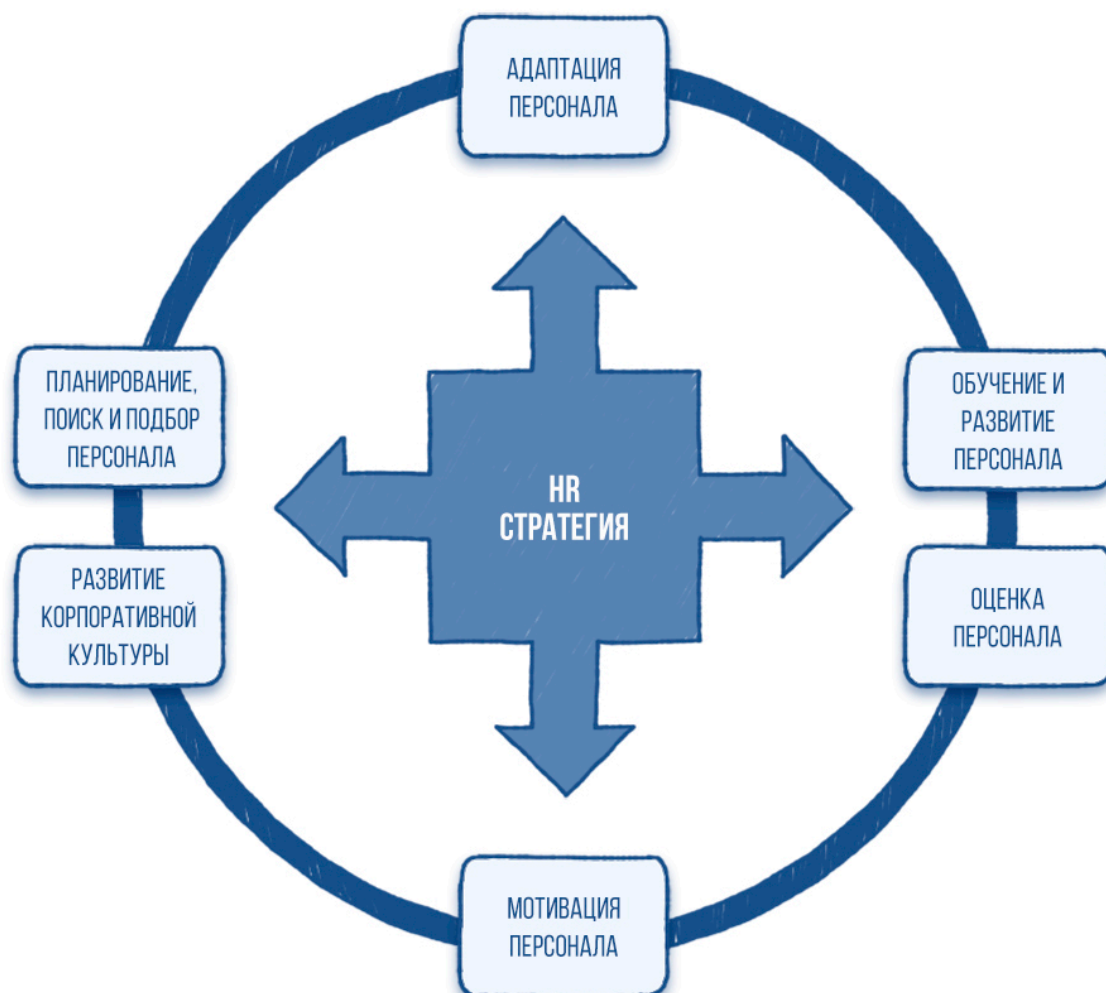 АДАПТАЦИЯ
ПЕРСОНАЛА
ПЛАНИРОВАНИЕ,
ПОИСК И ПОДБОР
ПЕРСОНАЛА
ОБУЧЕНИЕ И
РАЗВИТИЕ
ПЕРСОНАЛА
HR
СТРАТЕГИЯ
РАЗВИТИЕ
КОРПОРАТИВНОЙ
КУЛЬТУРЫ
ОЦЕНКА
ПЕРСОНАЛА
МОТИВАЦИЯ
ПЕРСОНАЛА